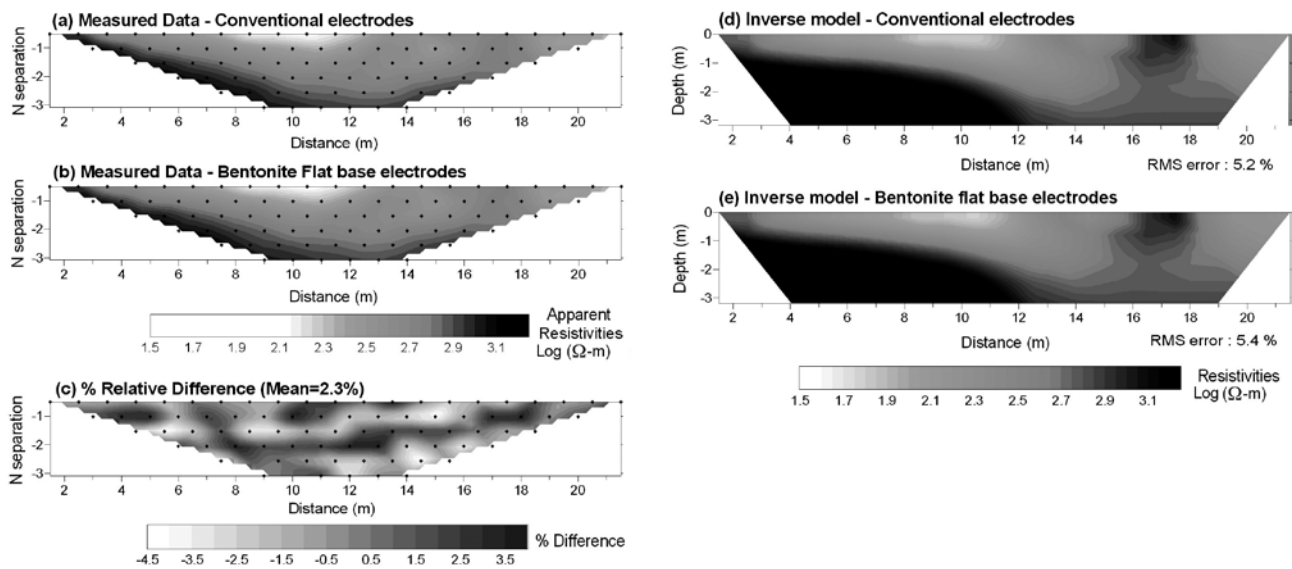 (a) Measured Data - Conventional electrodes
N separation
-1
-2
-3
2 4 6 8 10 12 14 16 18 20
Distance (m)
(b) Measured Data - Bentonite Flat base electrodes
N separation
-1
-2
-3
2 4 6 8 10 12 14 16 18 20
Distance (m)
1.5 1.7 1.9 2.1 2.3 2.5 2.7 2.9 3.1
Apparent
Resistivities
Log (Ω-m)
(c) % Relative Difference (Mean=2.3%)
N separation
-1
-2
-3
2 4 6 8 10 12 14 16 18 20
Distance (m)
-4.5 -3.5 -2.5 -1.5 -0.5 0.5 1.5 2.5 3.5
% Difference
(d) Inverse model - Conventional electrodes
Depth (m)
0
-1
-2
-3
2 4 6 8 10 12 14 16 18 20
Distance (m)
RMS error : 5.2 %
(e) Inverse model - Bentonite flat base electrodes
Depth (m)
0
-1
-2
-3
2 4 6 8 10 12 14 16 18 20
Distance (m)
RMS error : 5.4 %
1.5 1.7 1.9 2.1 2.3 2.5 2.7 2.9 3.1
Resistivities
Log (Ω-m)